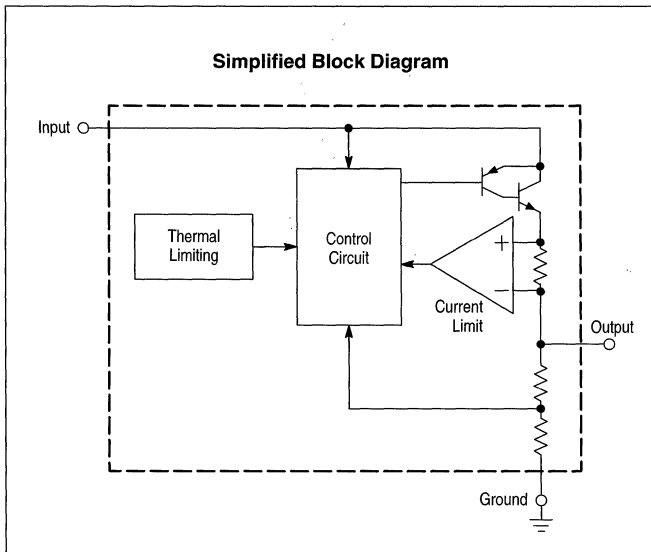 Simplified Block Diagram
Input
Thermal
Limiting
Control
Circuit
+
−
Current
Limit
Output
Ground